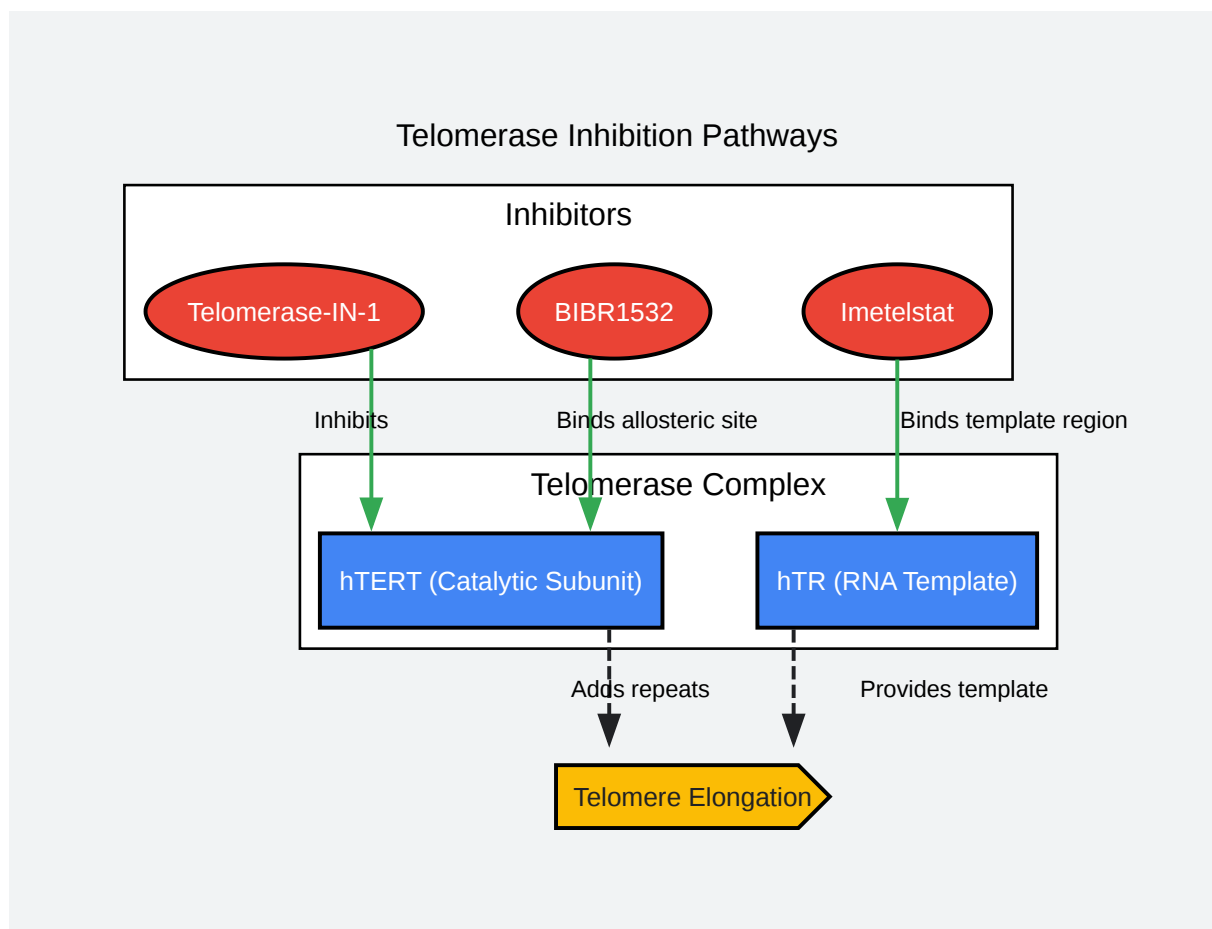 Telomerase Inhibition Pathways
Inhibitors
Telomerase-IN-1
BIBR1532
Imetelstat
Inhibits
Binds allosteric site
Binds template region
Telomerase Complex
hTERT (Catalytic Subunit)
hTR (RNA Template)
Adds repeats
Provides template
Telomere Elongation